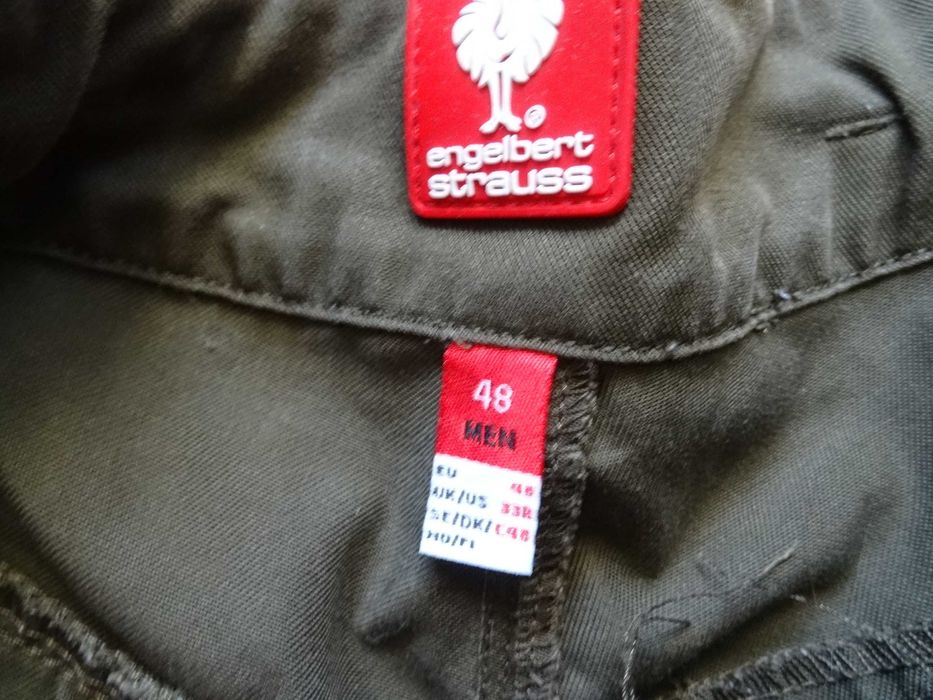 engelbert
strauss
48
MEN
EU 48
UK/US 33R
SE/DK/ C48
NO/FI